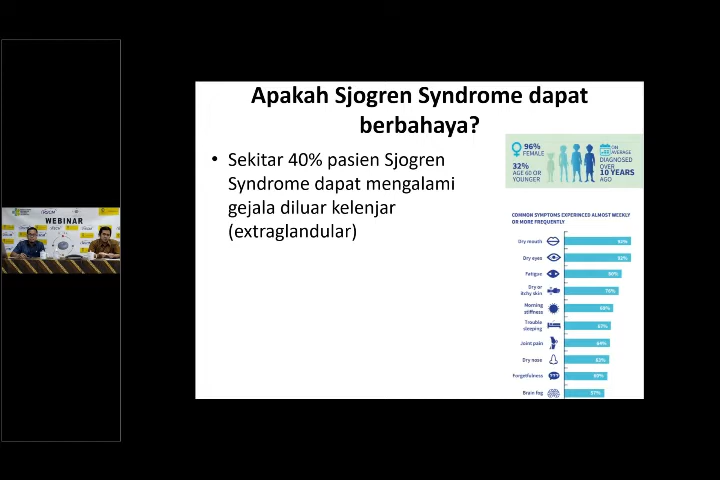 Apakah Sjogren Syndrome dapat
berbahaya?
• Sekitar 40% pasien Sjogren
Syndrome dapat mengalami
gejala diluar kelenjar
(extraglandular)
96%
FEMALE
32%
AGE 60 OR
YOUNGER
ON
AVERAGE
DIAGNOSED
OVER
10 YEARS
AGO
COMMON SYMPTOMS EXPERINCED ALMOST WEEKLY
OR MORE FREQUENTLY
Dry mouth
Dry eyes
Fatigue
Dry or
itchy skin
Morning
stiffness
Trouble
sleeping
Joint pain
Dry nose
Forgetfulness
Brain fog
WEBINAR